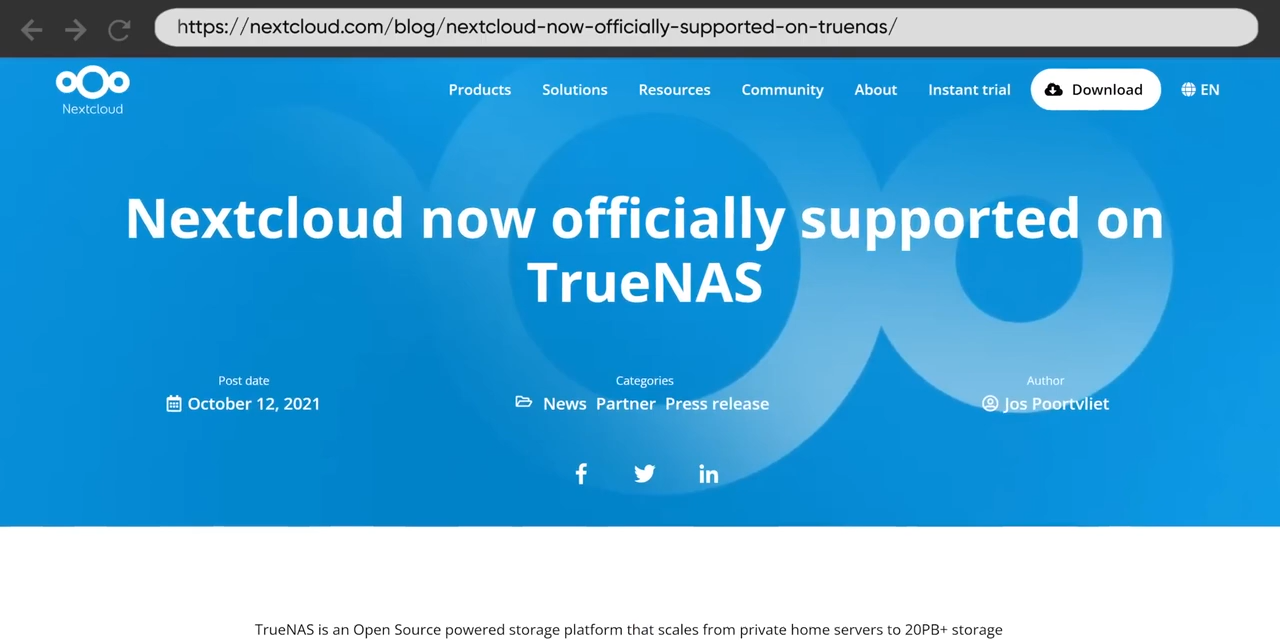 https://nextcloud.com/blog/nextcloud-now-officially-supported-on-truenas/
Nextcloud
Products Solutions Resources Community About Instant trial Download EN
Nextcloud now officially supported on
TrueNAS
Post date
October 12, 2021
Categories
News Partner Press release
Author
Jos Poortvliet
TrueNAS is an Open Source powered storage platform that scales from private home servers to 20PB+ storage